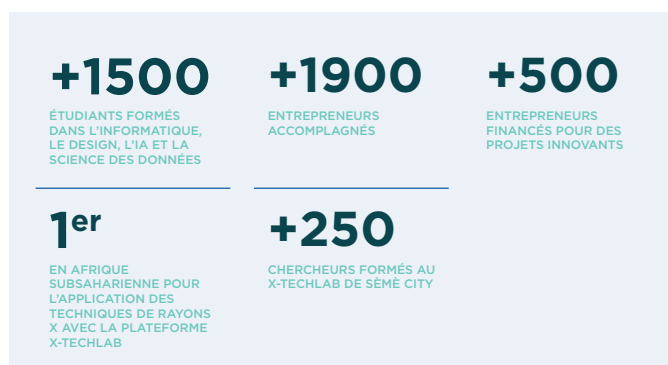 +1500
ÉTUDIANTS FORMÉS
DANS L'INFORMATIQUE,
LE DESIGN, L'IA ET LA
SCIENCE DES DONNÉES
+1900
ENTREPRENEURS
ACCOMPLAGNÉS
+500
ENTREPRENEURS
FINANCÉS POUR DES
PROJETS INNOVANTS
1er
EN AFRIQUE
SUBSAHARIENNE POUR
L'APPLICATION DES
TECHNIQUES DE RAYONS
X AVEC LA PLATEFORME
X-TECHLAB
+250
CHERCHEURS FORMÉS AU
X-TECHLAB DE SÈMÈ CITY